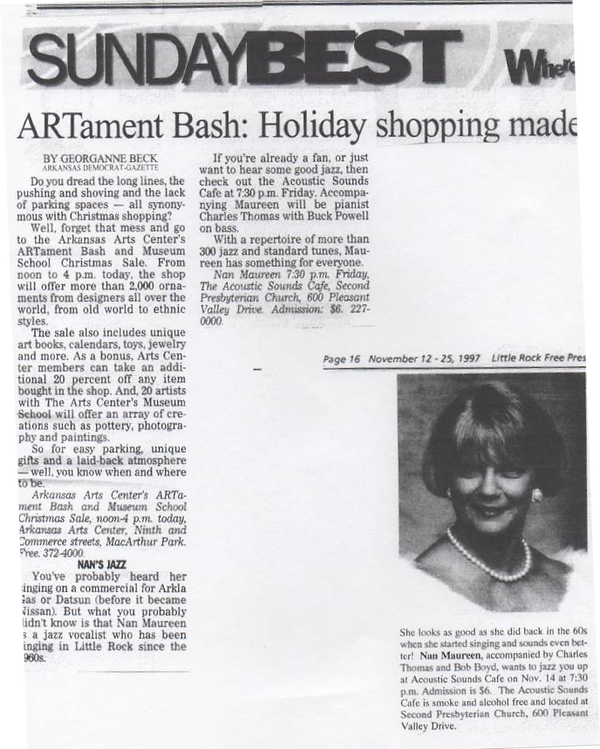 SUNDAYBEST
Where
ARTament Bash: Holiday shopping made
BY GEORGANNE BECK
ARKANSAS DEMOCRAT-GAZETTE
Do you dread the long lines, the
pushing and shoving and the lack
of parking spaces — all synony-
mous with Christmas shopping?
Well, forget that mess and go
to the Arkansas Arts Center's
ARTament Bash and Museum
School Christmas Sale. From
noon to 4 p.m. today, the shop
will offer more than 2,000 orna-
ments from designers all over the
world, from old world to ethnic
styles.
The sale also includes unique
art books, calendars, toys, jewelry
and more. As a bonus, Arts Cen-
ter members can take an addi-
tional 20 percent off any item
bought in the shop. And, 20 artists
with The Arts Center's Museum
School will offer an array of cre-
ations such as pottery, photogra-
phy and paintings.
So for easy parking, unique
gifts and a laid-back atmosphere
— well, you know when and where
to be.
Arkansas Arts Center's ARTa-
ment Bash and Museum School
Christmas Sale, noon-4 p.m. today,
Arkansas Arts Center, Ninth and
Commerce streets, MacArthur Park.
Free. 372-4000.
NAN'S JAZZ
You've probably heard her
inging on a commercial for Arkla
Gas or Datsun (before it became
Nissan). But what you probably
didn't know is that Nan Maureen
s a jazz vocalist who has been
inging in Little Rock since the
960s.
If you're already a fan, or just
want to hear some good jazz, then
check out the Acoustic Sounds
Cafe at 7:30 p.m. Friday. Accompa-
nying Maureen will be pianist
Charles Thomas with Buck Powell
on bass.
With a repertoire of more than
300 jazz and standard tunes, Mau-
reen has something for everyone.
Nan Maureen 7:30 p.m. Friday,
The Acoustic Sounds Cafe, Second
Presbyterian Church, 600 Pleasant
Valley Drive. Admission: $6. 227-
0000.
Page 16 November 12 - 25, 1997 Little Rock Free Pres
She looks as good as she did back in the 60s
when she started singing and sounds even bet-
ter! Nan Maureen, accompanied by Charles
Thomas and Bob Boyd, wants to jazz you up
at Acoustic Sounds Cafe on Nov. 14 at 7:30
p.m. Admission is $6. The Acoustic Sounds
Cafe is smoke and alcohol free and located at
Second Presbyterian Church, 600 Pleasant
Valley Drive.